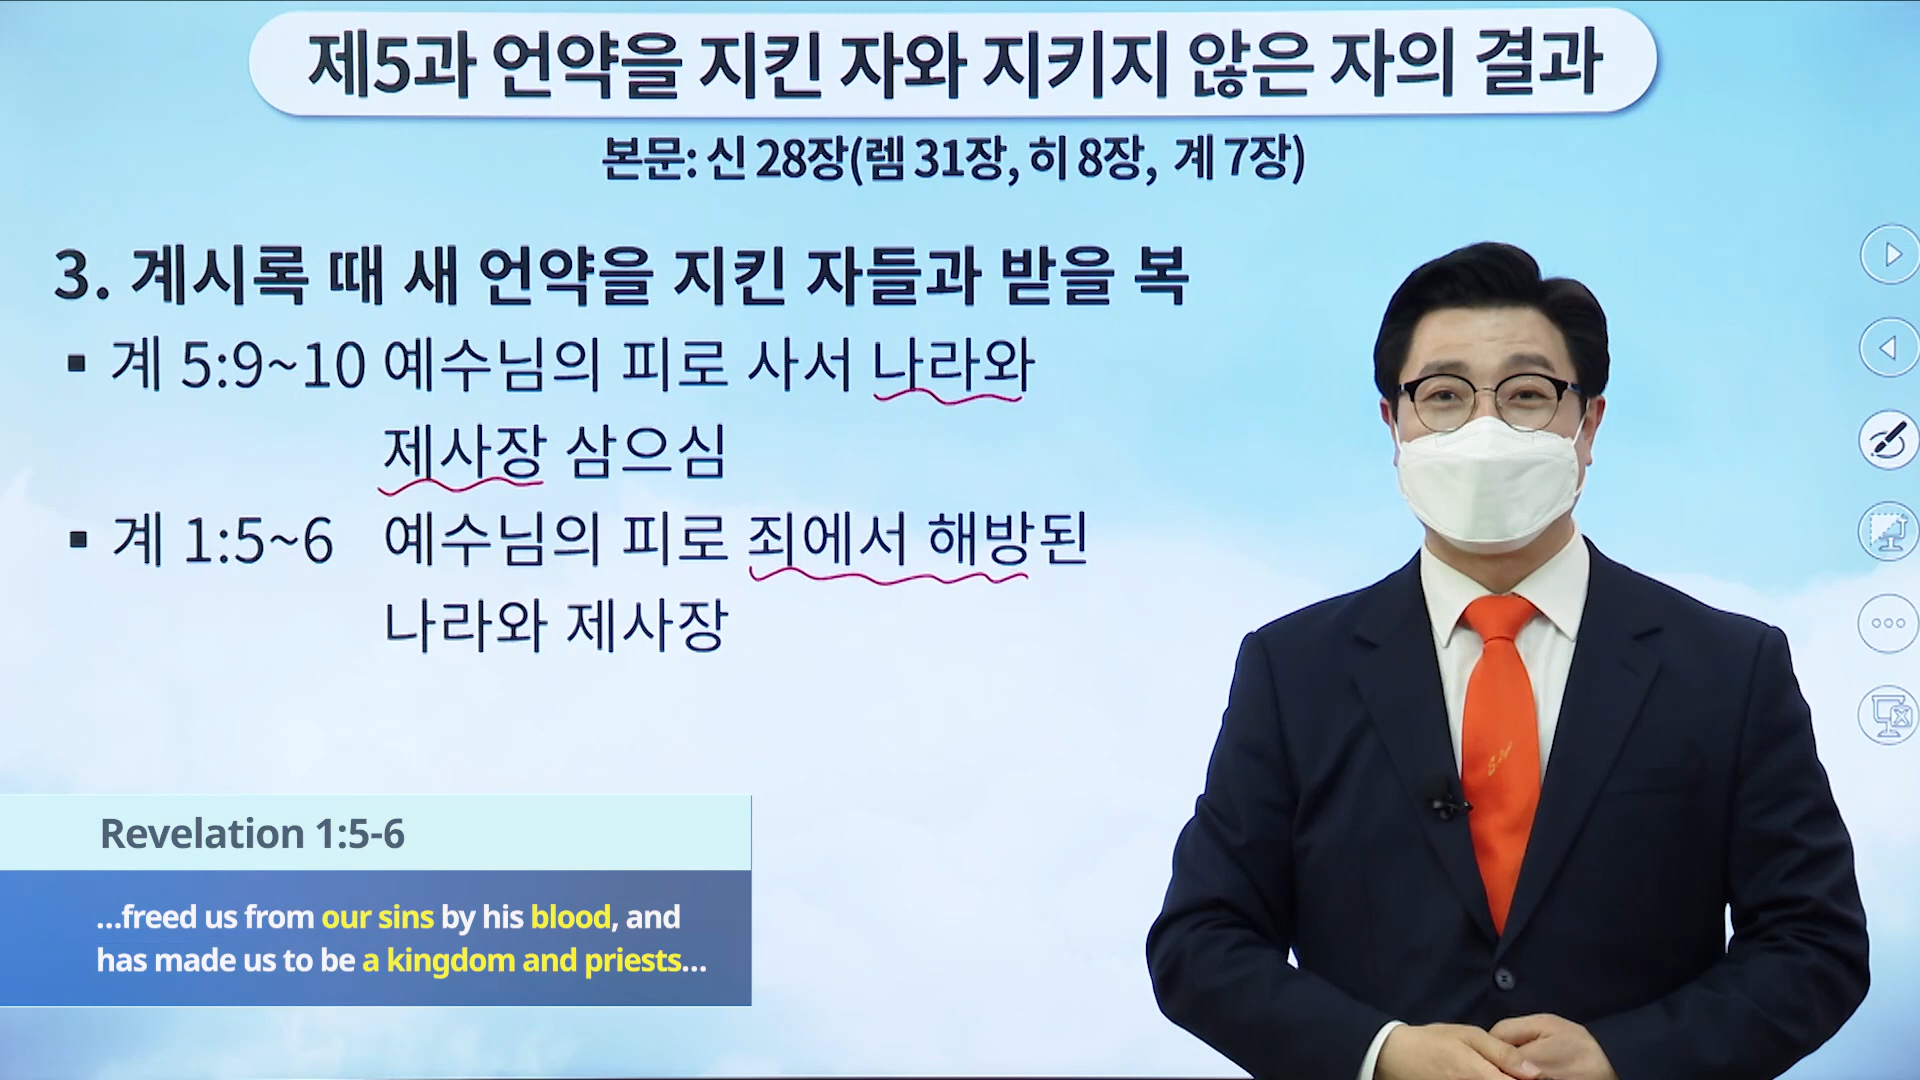 제5과 언약을 지킨 자와 지키지 않은 자의 결과
본문: 신 28장(렘 31장, 히 8장, 계 7장)
3. 계시록 때 새 언약을 지킨 자들과 받을 복
▪ 계 5:9~10 예수님의 피로 사서 나라와
제사장 삼으심
▪ 계 1:5~6 예수님의 피로 죄에서 해방된
나라와 제사장
Revelation 1:5-6
...freed us from our sins by his blood, and
has made us to be a kingdom and priests...